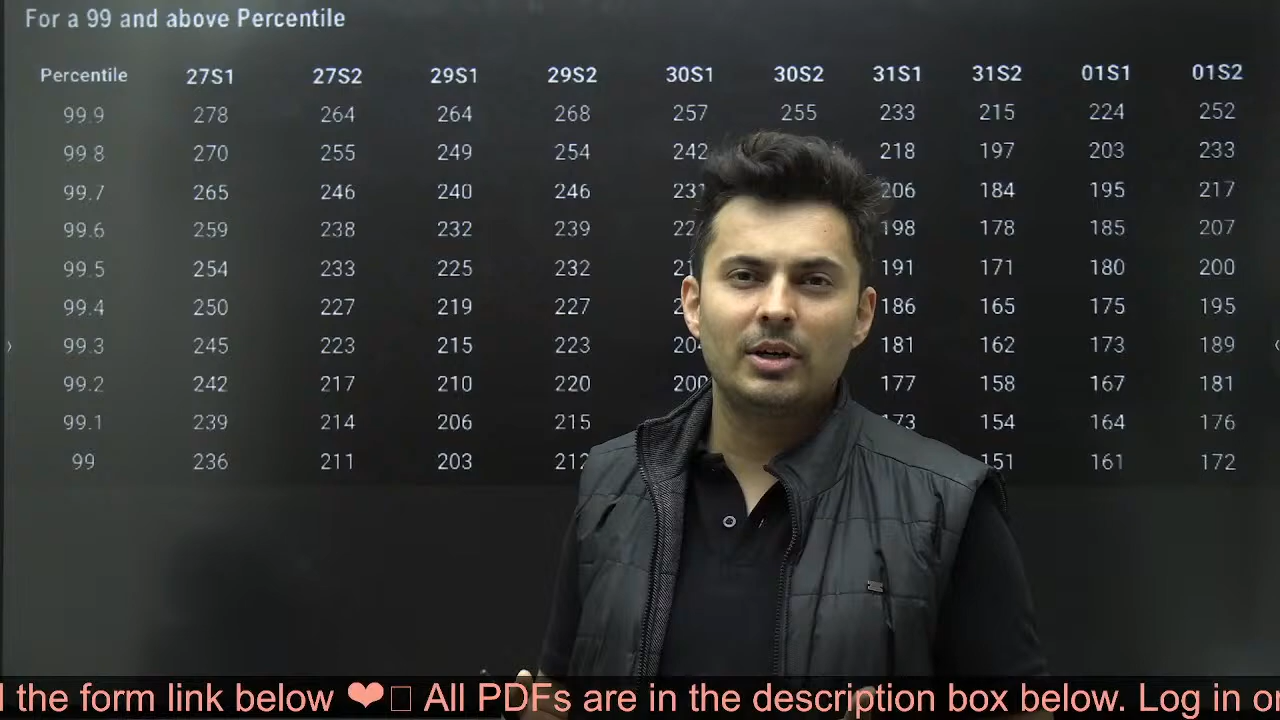 For a 99 and above Percentile
Percentile 27S1 27S2 29S1 29S2 30S1 30S2 31S1 31S2 01S1 01S2
99.9 278 264 264 268 257 255 233 215 224 252
99 8 270 255 249 254 242 218 197 203 233
99.7 265 246 240 246 231 206 184 195 217
99.6 259 238 232 239 198 178 185 207
99.5 254 233 225 232 191 171 180 200
99.4 250 227 219 227 186 165 175 195
99.3 245 223 215 223 204 181 162 173 189
99.2 242 217 210 220 200 177 158 167 181
99.1 239 214 206 215 173 154 164 176
99 236 211 203 212 151 161 172
the form link below ❤ All PDFs are in the description box below. Log in